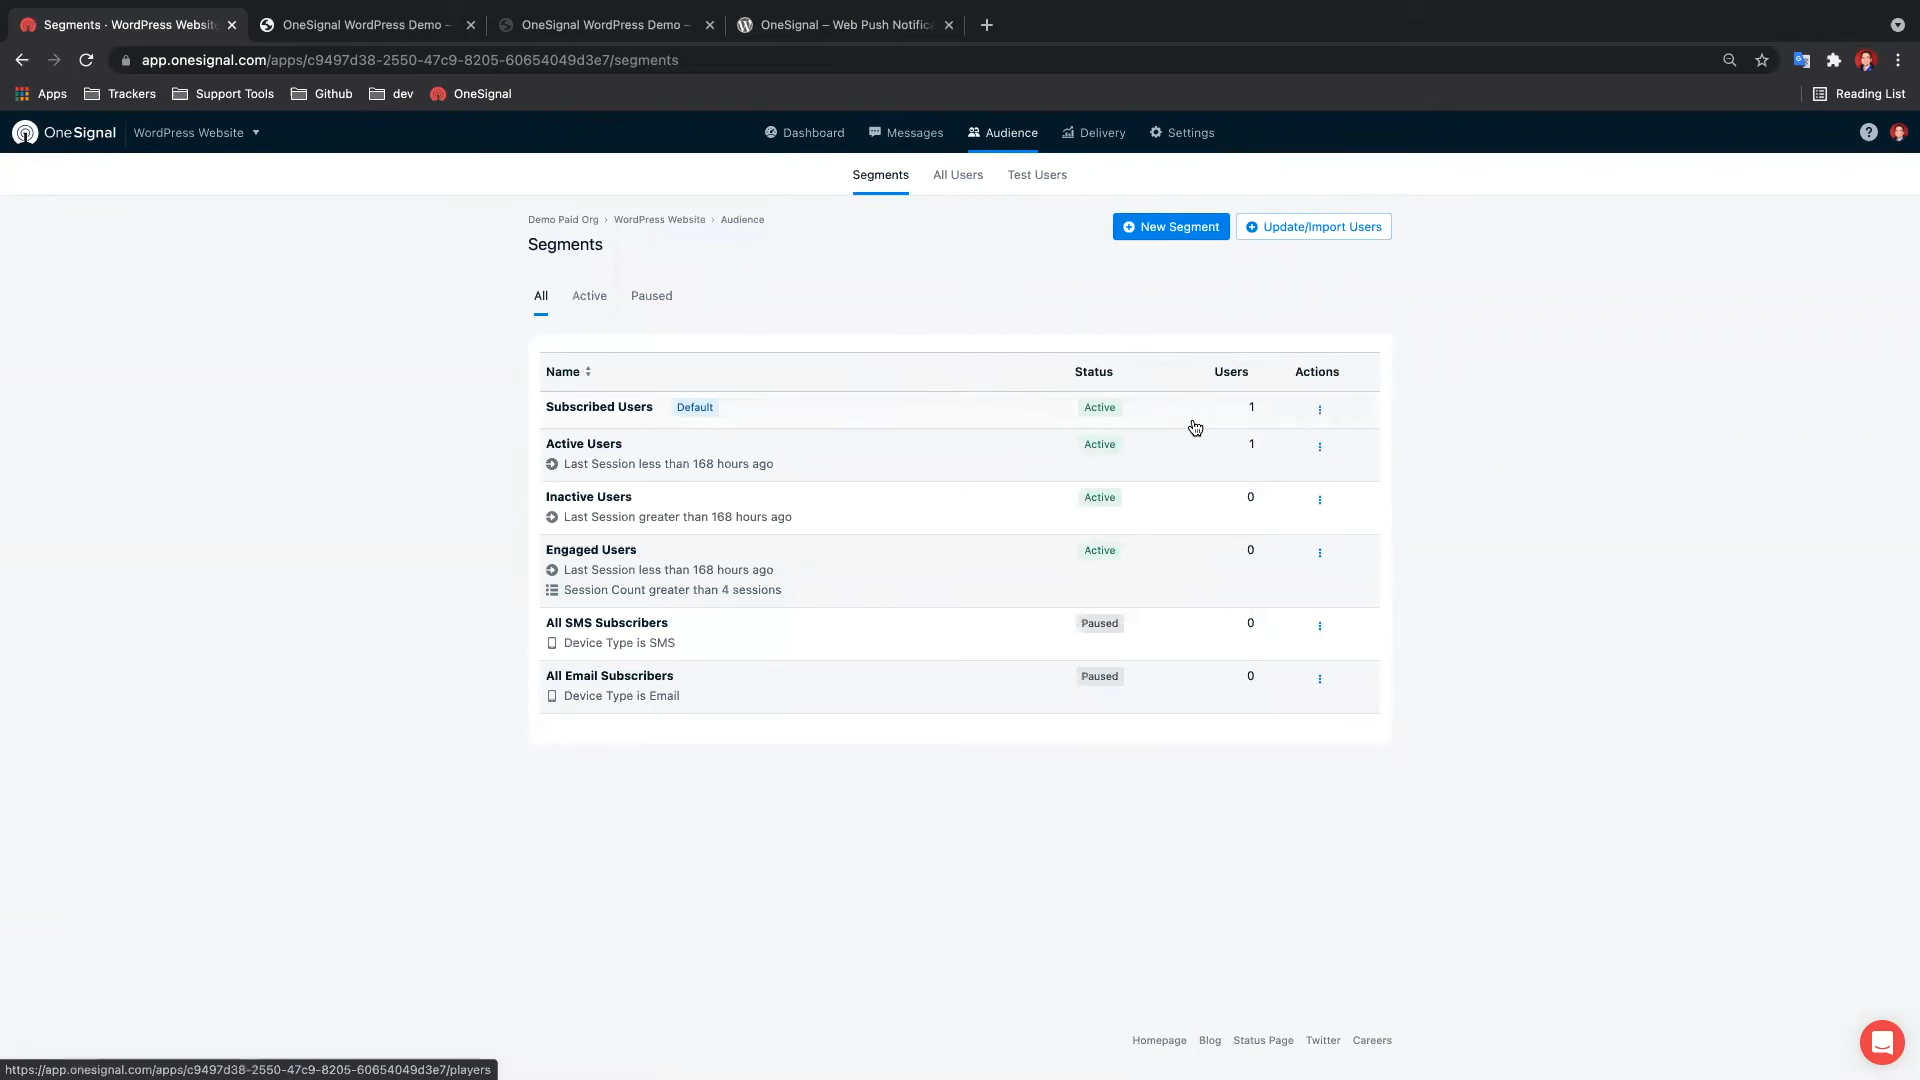 Segments · WordPress Website
OneSignal WordPress Demo –
OneSignal WordPress Demo –
OneSignal – Web Push Notifica
app.onesignal.com/apps/c9497d38-2550-47c9-8205-60654049d3e7/segments
Apps
Trackers
Support Tools
Github
dev
OneSignal
Reading List
OneSignal
WordPress Website
Dashboard
Messages
Audience
Delivery
Settings
?
Segments
All Users
Test Users
Demo Paid Org › WordPress Website › Audience
New Segment
Update/Import Users
Segments
All
Active
Paused
Name Status Users Actions
Subscribed Users Default Active 1
Active Users Active 1
Last Session less than 168 hours ago
Inactive Users Active 0
Last Session greater than 168 hours ago
Engaged Users Active 0
Last Session less than 168 hours ago
Session Count greater than 4 sessions
All SMS Subscribers Paused 0
Device Type is SMS
All Email Subscribers Paused 0
Device Type is Email
Homepage Blog Status Page Twitter Careers
https://app.onesignal.com/apps/c9497d38-2550-47c9-8205-60654049d3e7/players